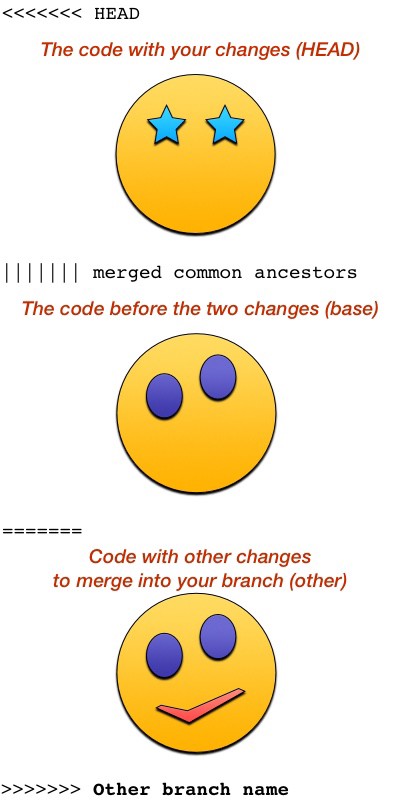 <<<<<<< HEAD
The code with your changes (HEAD)
||||||| merged common ancestors
The code before the two changes (base)
=======
Code with other changes
to merge into your branch (other)
>>>>>>> Other branch name